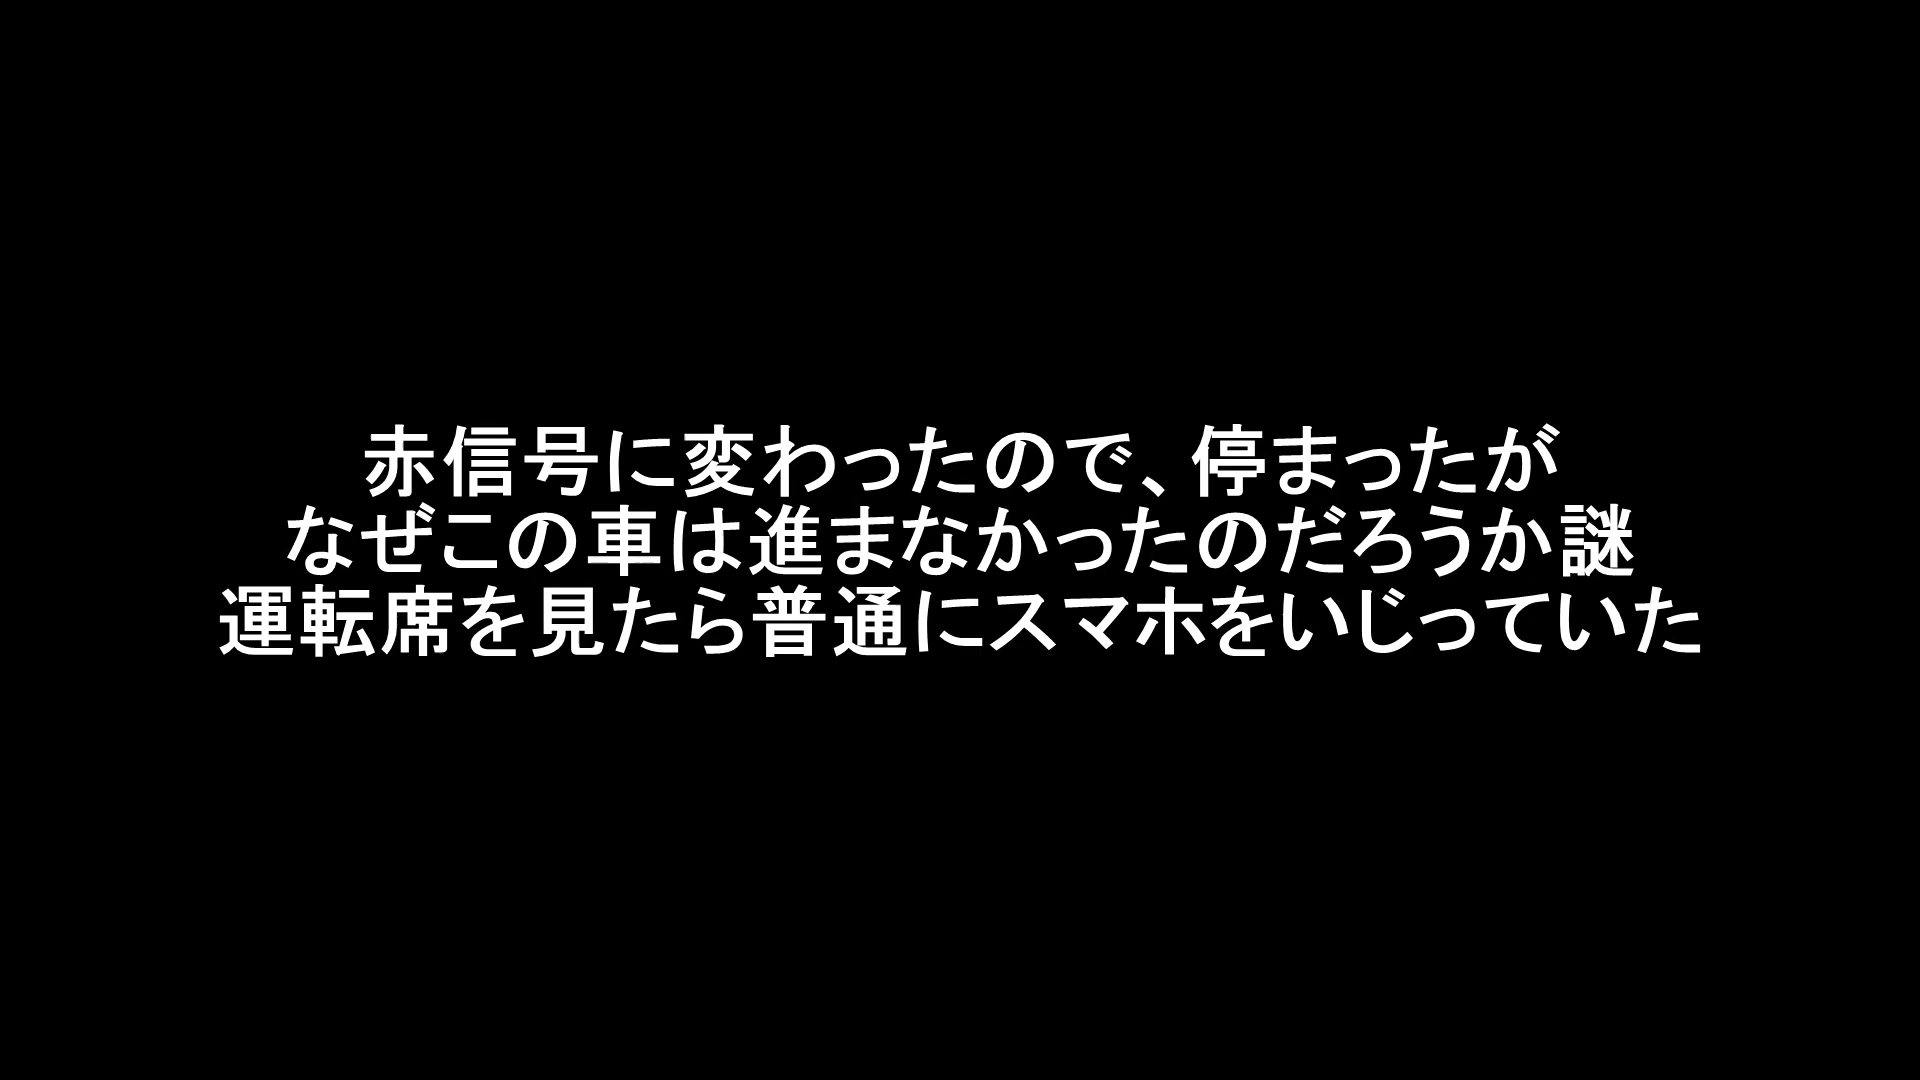 赤信号に変わったので、停まったが
なぜこの車は進まなかったのだろうか謎
運転席を見たら普通にスマホをいじっていた